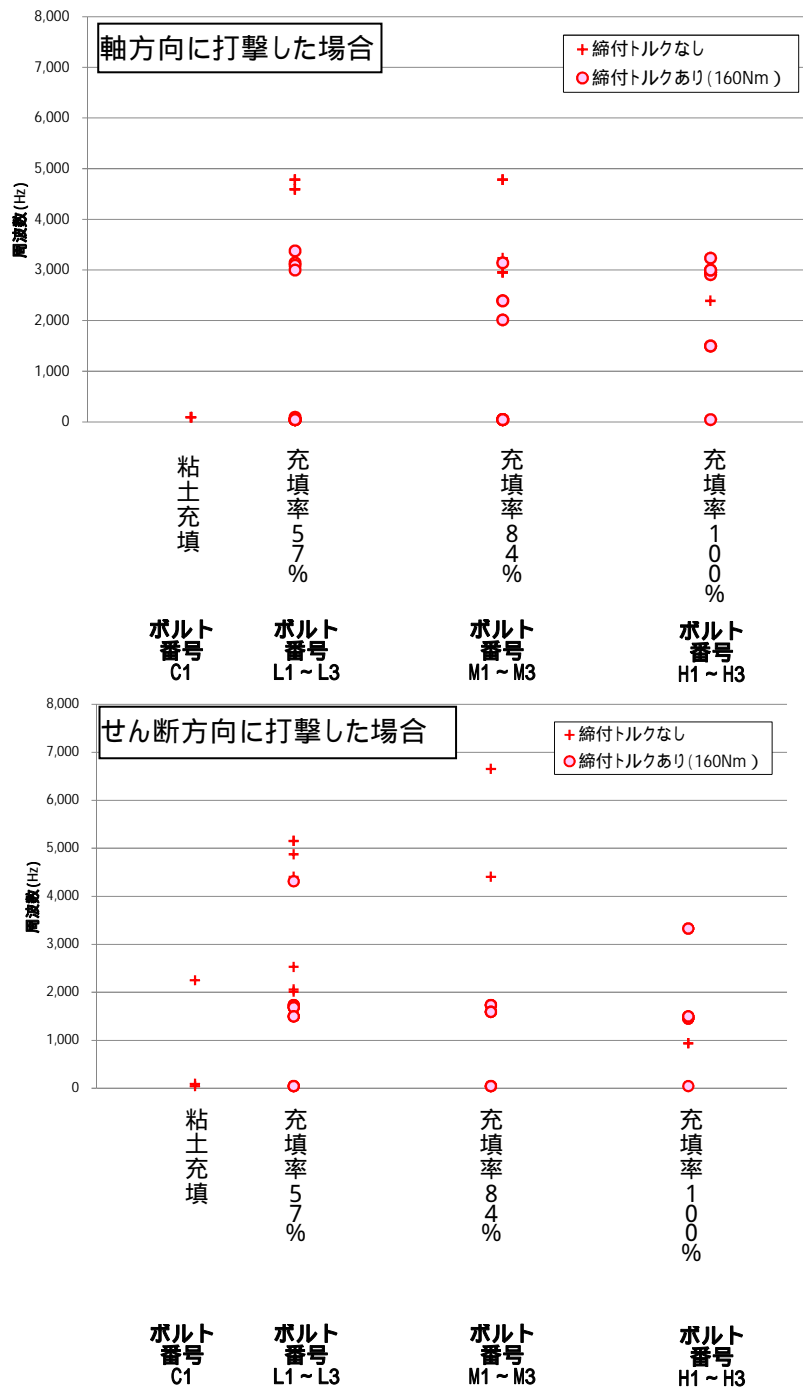 軸方向に打撃した場合
締付トルクなし
締付トルクあり(160Nm)
周波数(Hz)
8,000
7,000
6,000
5,000
4,000
3,000
2,000
1,000
0
粘土充填
充填率57%
充填率84%
充填率100%
ボルト
番号
C1
ボルト
番号
L1~L3
ボルト
番号
M1~M3
ボルト
番号
H1~H3
せん断方向に打撃した場合
締付トルクなし
締付トルクあり(160Nm)
周波数(Hz)
8,000
7,000
6,000
5,000
4,000
3,000
2,000
1,000
0
粘土充填
充填率57%
充填率84%
充填率100%
ボルト
番号
C1
ボルト
番号
L1~L3
ボルト
番号
M1~M3
ボルト
番号
H1~H3